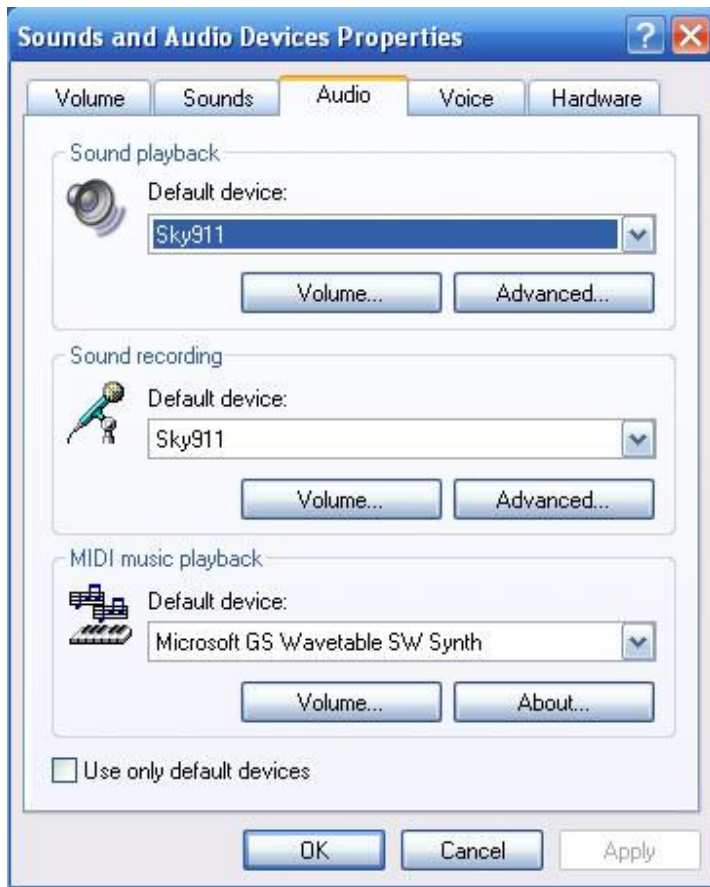 Sounds and Audio Devices Properties
Volume Sounds Audio Voice Hardware
Sound playback
Default device:
Sky911
Volume... Advanced...
Sound recording
Default device:
Sky911
Volume... Advanced...
MIDI music playback
Default device:
Microsoft GS Wavetable SW Synth
Volume... About...
Use only default devices
OK Cancel Apply